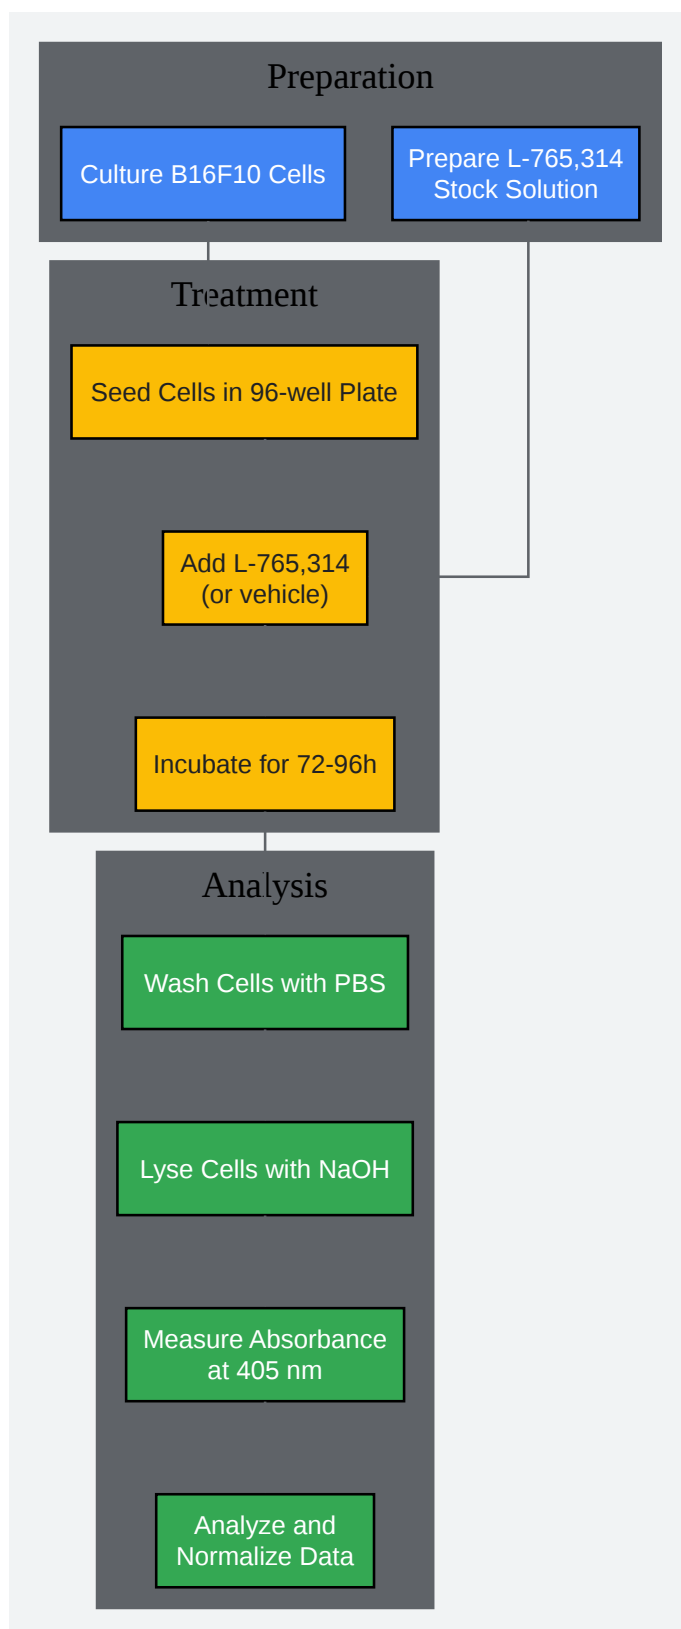 Preparation
Culture B16F10 Cells
Prepare L-765,314
Stock Solution
Treatment
Seed Cells in 96-well Plate
Add L-765,314
(or vehicle)
Incubate for 72-96h
Analysis
Wash Cells with PBS
Lyse Cells with NaOH
Measure Absorbance
at 405 nm
Analyze and
Normalize Data